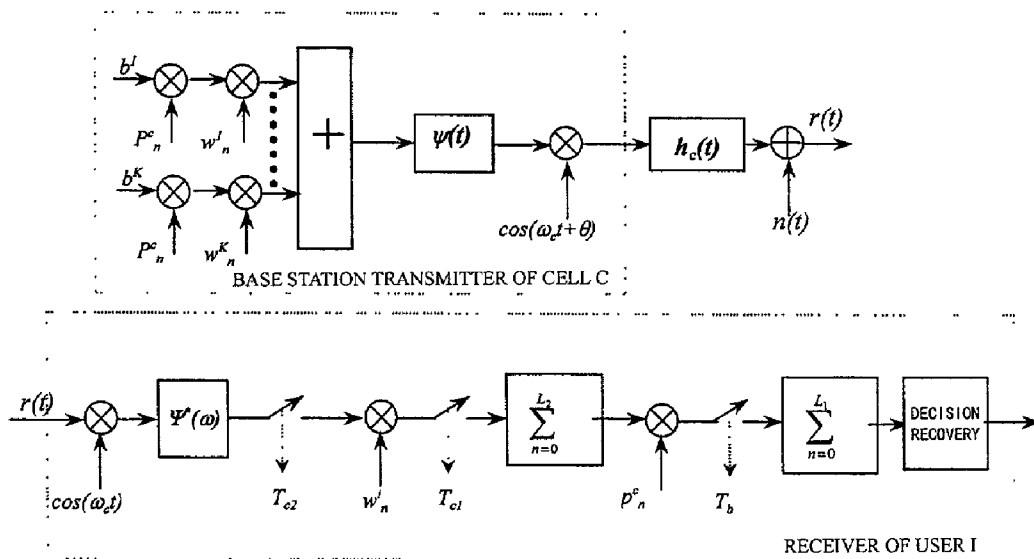 b^I
P^c_n
w^I_n
b^K
P^c_n
w^K_n
+
ψ(t)
cos(ω_c t+θ)
h_c(t)
r(t)
n(t)
BASE STATION TRANSMITTER OF CELL C
r(t)
cos(ω_c t)
Ψ*(ω)
T_c2
w^i_n
T_c1
L_2
∑
n=0
p^c_n
T_b
L_1
∑
n=0
DECISION
RECOVERY
RECEIVER OF USER I